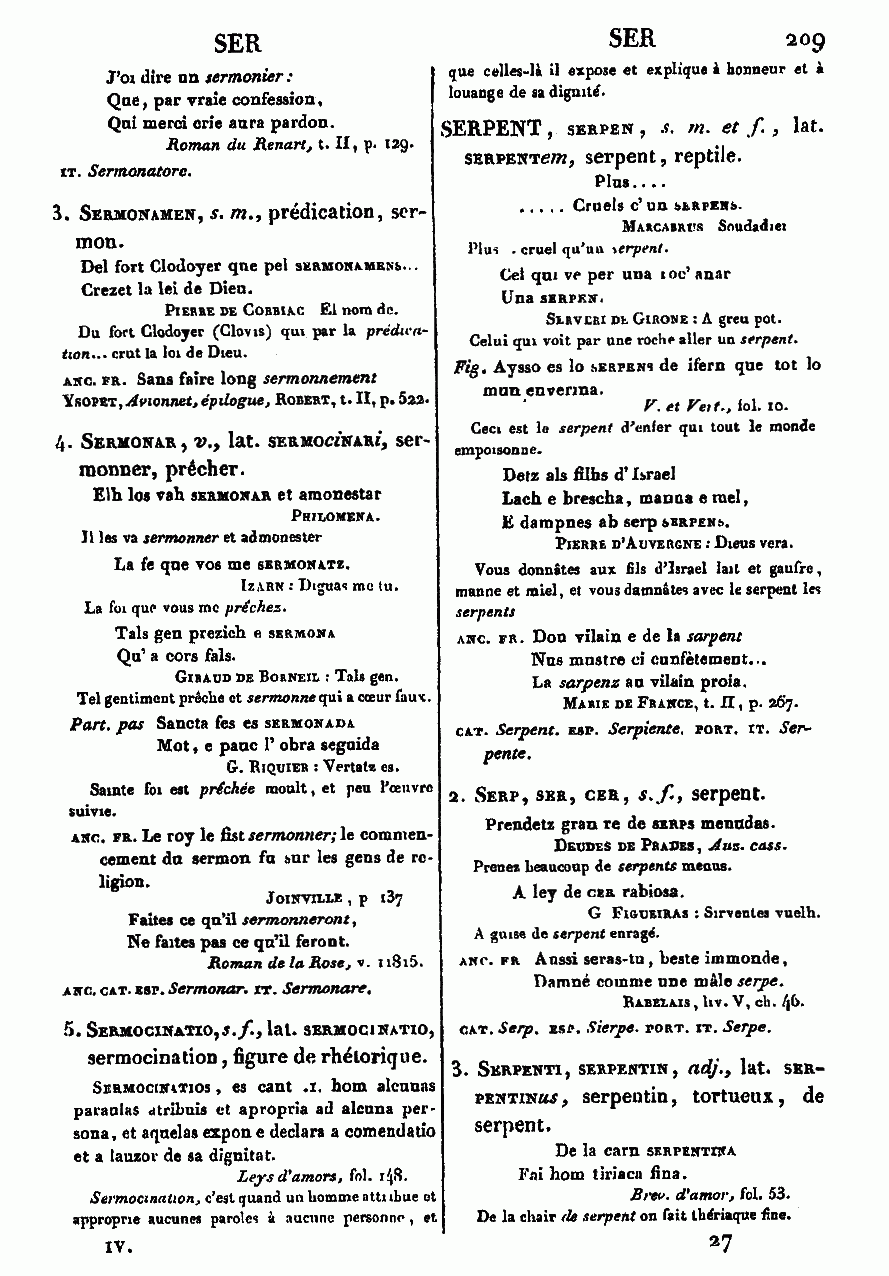 SER
J'oi dire un sermonier:
Que, par vraie confession,
Qui merci crie aura pardon.
Roman du Renart, t. II, p. 129.
IT. Sermonatore.
3. SERMONAMEN, s. m., prédication, ser-
mon.
Del fort Clodoyer que pel SERMONAMENS...
Crezet la lei de Dieu.
PIERRE DE CORBIAC El nom de.
Du fort Clodoyer (Clovis) qui par la prédica-
tion... crut la loi de Dieu.
ANC. FR. Sans faire long sermonnement
YSOPET, Avionnet, épilogue, ROBERT, t. II, p. 522.
4. SERMONAR, v., lat. SERMOCINARI, ser-
monner, prêcher.
Elh los vah SERMONAR et amonestar
PHILOMENA.
Il les va sermonner et admonester
La fe que vos me SERMONATZ.
IZARN : Diguas me tu.
La foi que vous me prêchez.
Tals gen prezich e SERMONA
Qu' a cors fals.
GIRAUD DE BORNEIL : Tals gen.
Tel gentiment prêche et sermonne qui a cœur faux.
Part. pas Sancta fes es SERMONADA
Mot, e pauc l' obra seguida
G. RIQUIER : Vertatz es.
Sainte foi est prêchée moult, et peu l'œuvre
suivie.
ANC. FR. Le roy le fist sermonner; le commen-
cement du sermon fu sur les gens de re-
ligion.
JOINVILLE, p 137
Faites ce qu'il sermonneront,
Ne faites pas ce qu'il feront.
Roman de la Rose, v. 11815.
ANC. CAT. ESP. Sermonar. IT. Sermonare.
5. SERMOCINATIO, s. f., lat. SERMOCINATIO,
sermocination, figure de rhétorique.
SERMOCINATIOS, es cant .I. hom alcunas
paraulas atribuis et apropria ad alcuna per-
sona, et aquelas expon e declara a comendatio
et a lauzor de sa dignitat.
Leys d'amors, fol. 148.
Sermocination, c'est quand un homme attribue et
approprie aucunes paroles à aucune personne, et
IV.
SER 209
que celles-là il expose et explique à honneur et à
louange de sa dignité.
SERPENT, SERPEN, s. m. et f., lat.
SERPENTem, serpent, reptile.
Plus....
..... Cruels c' un SERPENS.
MARCABRUS Soudadiei
Plus . cruel qu'un serpent.
Cel qui ve per una roc' anar
Una SERPEN.
SERVERI DE GIRONE : A greu pot.
Celui qui voit par une roche aller un serpent.
Fig. Aysso es lo SERPENS de ifern que tot lo
mon enverina.
V. et Vert., fol. 10.
Ceci est le serpent d'enfer qui tout le monde
empoisonne.
Detz als filhs d' Israel
Lach e brescha, manna e mel,
E dampnes ab serp SERPENS.
PIERRE D'AUVERGNE : Dieus vera.
Vous donnâtes aux fils d'Israel lait et gaufre,
manne et miel, et vous damnâtes avec le serpent les
serpents
ANC. FR. Dou vilain e de la sarpent
Nus mustre ci cunfètement...
La sarpenz au vilain proia.
MARIE DE FRANCE, t. II, p. 267.
CAT. Serpent. ESP. Serpiente. PORT. IT. Ser-
pente.
2. SERP, SER, CER, s. f., serpent.
Prendetz gran re de SERPS menudas.
DEUDES DE PRADES, Aus. cass.
Prenez beaucoup de serpents menus.
A ley de CER rabiosa.
G FIGUEIRAS : Sirventes vuelh.
A guise de serpent enragé.
ANC. FR Aussi seras-tu, beste immonde,
Damné comme une mâle serpe.
RABELAIS, liv. V, ch. 46.
CAT. Serp. ESP. Sierpe. PORT. IT. Serpe.
3. SERPENTI, SERPENTIN, adj., lat. SER-
PENTINUS, serpentin, tortueux, de
serpent.
De la carn SERPENTINA
Fai hom tiriaca fina.
Brev. d'amor, fol. 53.
De la chair de serpent on fait thériaque fine.
27